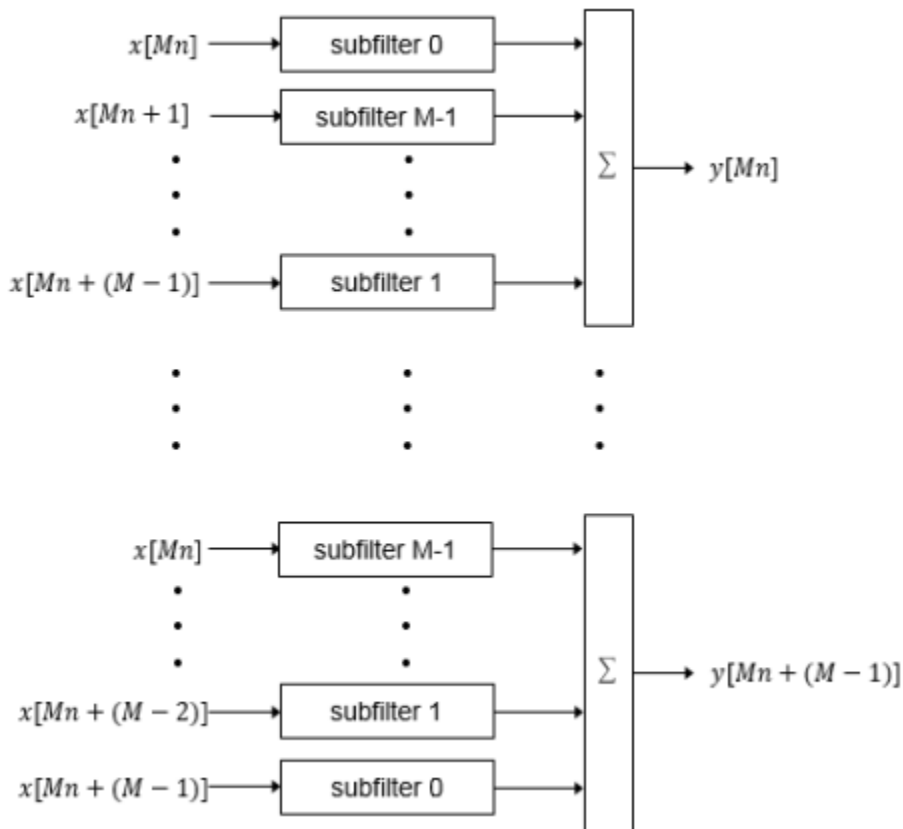 x[Mn] subfilter 0
x[Mn + 1] subfilter M-1
∑ y[Mn]
x[Mn + (M − 1)] subfilter 1
x[Mn] subfilter M-1
∑ y[Mn + (M − 1)]
x[Mn + (M − 2)] subfilter 1
x[Mn + (M − 1)] subfilter 0